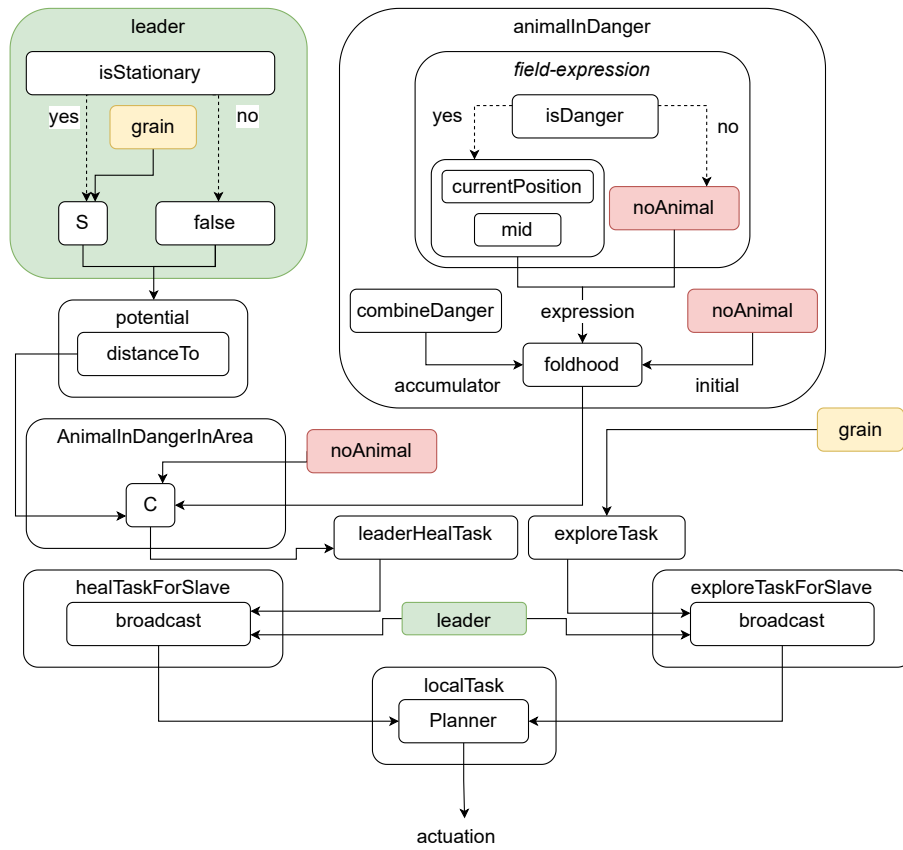 leader
isStationary
yes
grain
no
S
false
animalInDanger
field-expression
yes
isDanger
no
currentPosition
mid
noAnimal
potential
distanceTo
combineDanger
expression
noAnimal
foldhood
accumulator
initial
AnimalInDangerInArea
noAnimal
grain
C
leaderHealTask
exploreTask
healTaskForSlave
broadcast
leader
exploreTaskForSlave
broadcast
localTask
Planner
actuation